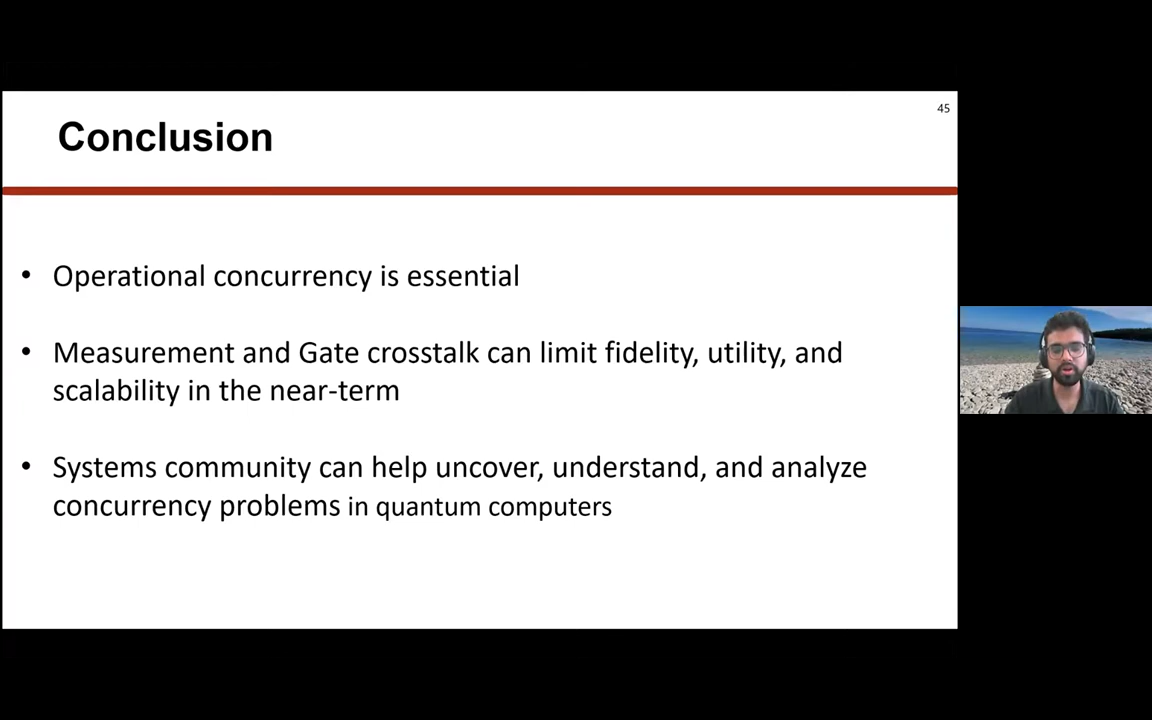 45
Conclusion
• Operational concurrency is essential
• Measurement and Gate crosstalk can limit fidelity, utility, and
scalability in the near-term
• Systems community can help uncover, understand, and analyze
concurrency problems in quantum computers